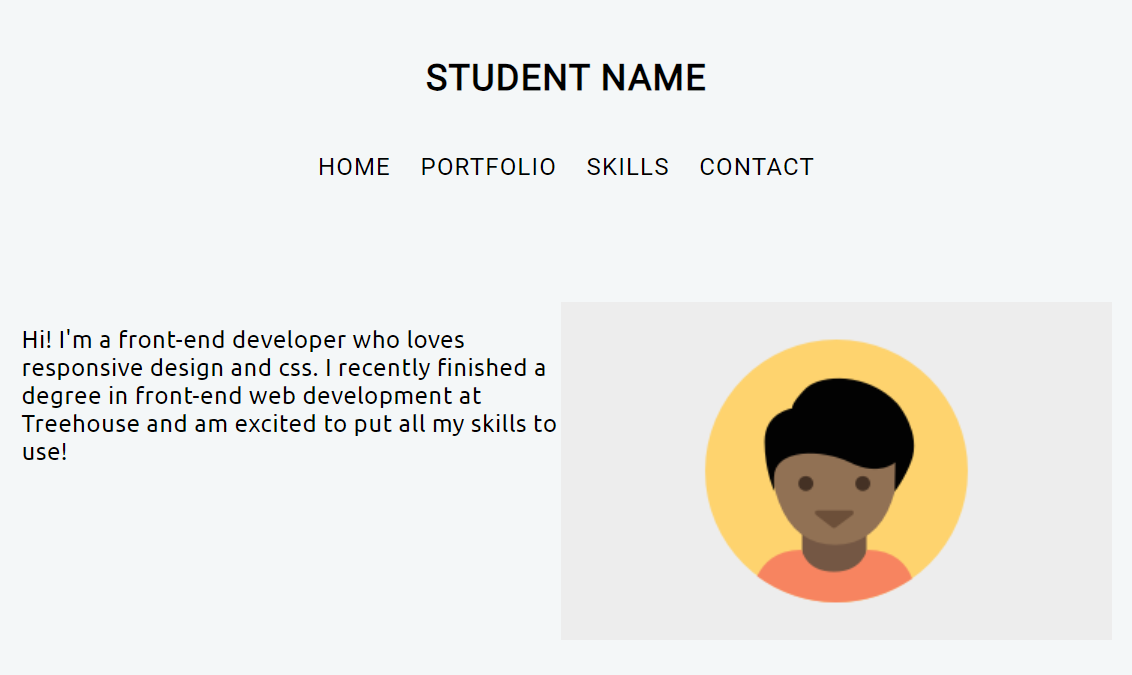 STUDENT NAME
HOME PORTFOLIO SKILLS CONTACT
Hi! I'm a front-end developer who loves
responsive design and css. I recently finished a
degree in front-end web development at
Treehouse and am excited to put all my skills to
use!